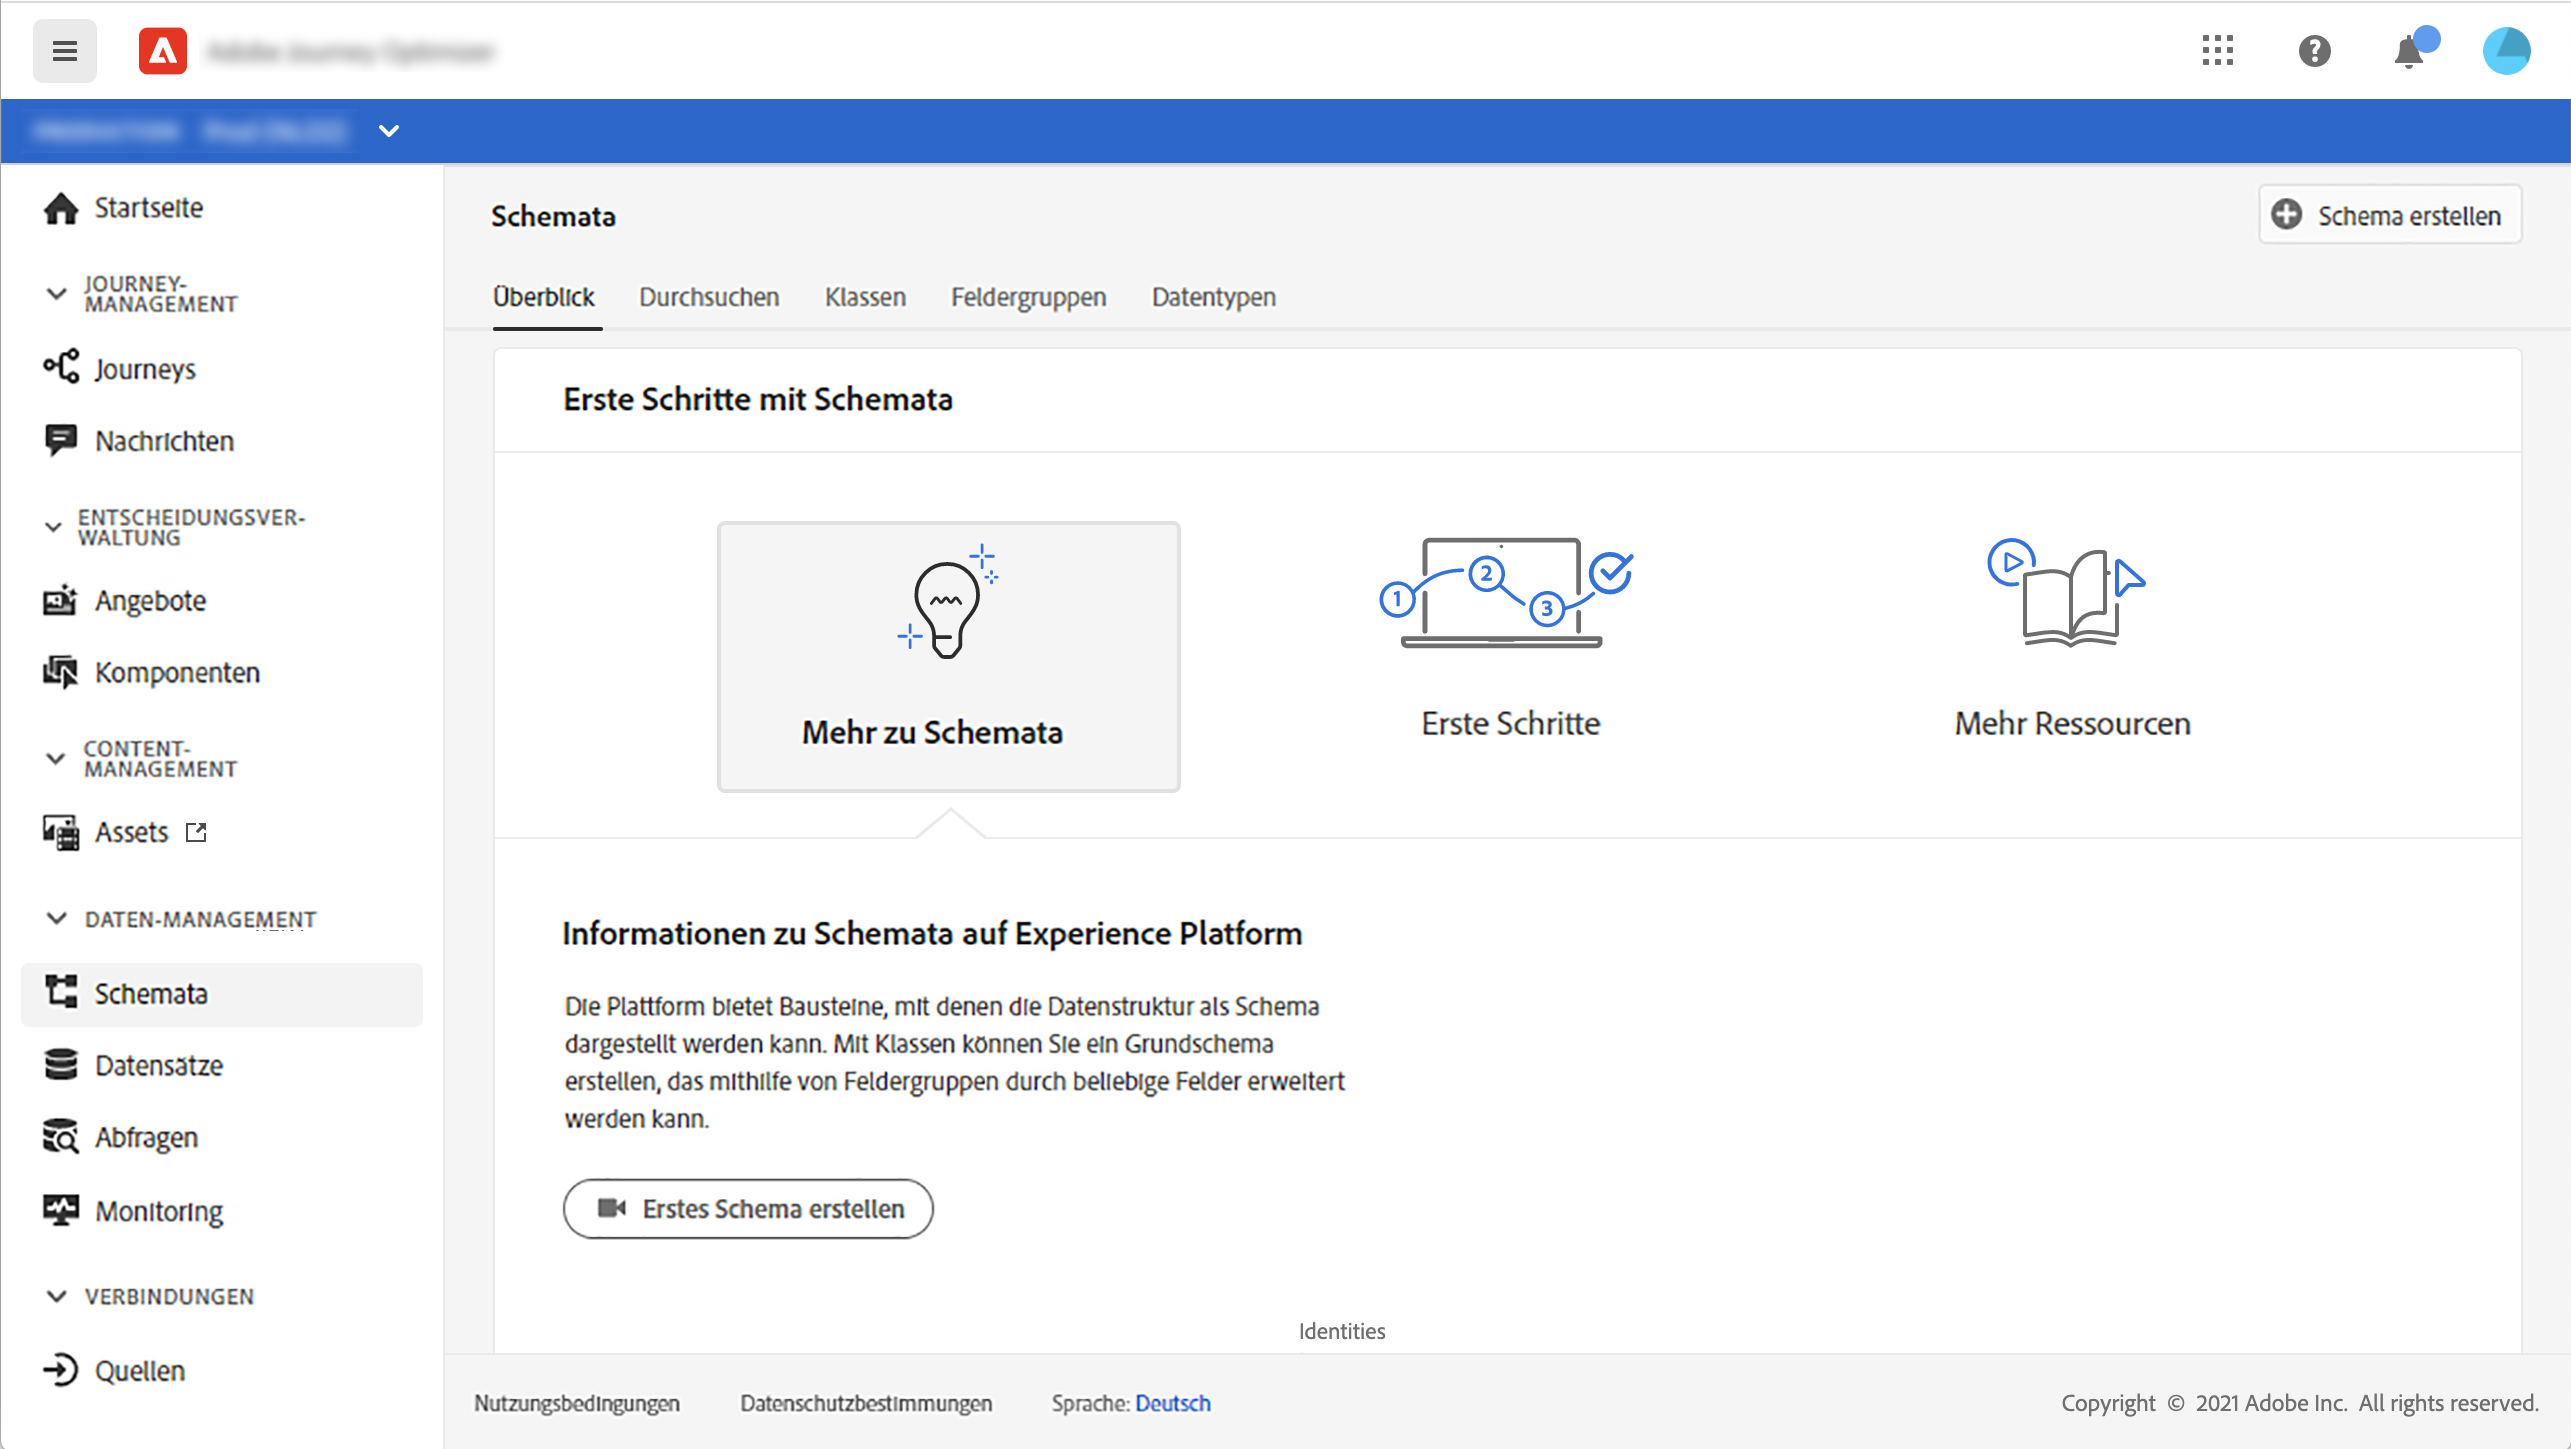 Startseite
JOURNEY-
MANAGEMENT
Journeys
Nachrichten
ENTSCHEIDUNGSVER-
WALTUNG
Angebote
Komponenten
CONTENT-
MANAGEMENT
Assets
DATEN-MANAGEMENT
Schemata
Datensätze
Abfragen
Monitoring
VERBINDUNGEN
Quellen
Schemata
Schema erstellen
Überblick Durchsuchen Klassen Feldergruppen Datentypen
Erste Schritte mit Schemata
1 2 3
Mehr zu Schemata
Erste Schritte
Mehr Ressourcen
Informationen zu Schemata auf Experience Platform
Die Plattform bietet Bausteine, mit denen die Datenstruktur als Schema
dargestellt werden kann. Mit Klassen können Sie ein Grundschema
erstellen, das mithilfe von Feldergruppen durch beliebige Felder erweitert
werden kann.
Erstes Schema erstellen
Identities
Nutzungsbedingungen Datenschutzbestimmungen Sprache: Deutsch
Copyright © 2021 Adobe Inc. All rights reserved.